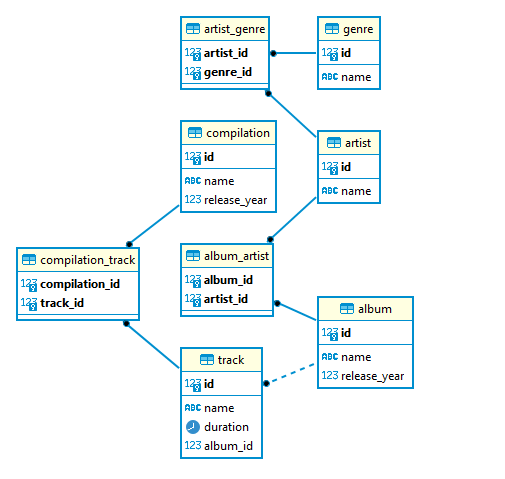 artist_genre
123 artist_id
123 genre_id
genre
123 id
ABC name
compilation
123 id
ABC name
123 release_year
artist
123 id
ABC name
compilation_track
123 compilation_id
123 track_id
album_artist
123 album_id
123 artist_id
album
123 id
ABC name
123 release_year
track
123 id
ABC name
duration
123 album_id